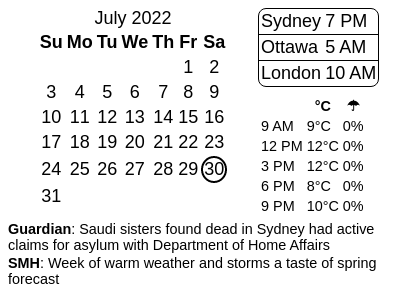 July 2022
Su Mo Tu We Th Fr Sa
1 2
3 4 5 6 7 8 9
10 11 12 13 14 15 16
17 18 19 20 21 22 23
24 25 26 27 28 29 30
31
Sydney 7 PM
Ottawa 5 AM
London 10 AM
°C ☂
9 AM 9°C 0%
12 PM 12°C 0%
3 PM 12°C 0%
6 PM 8°C 0%
9 PM 10°C 0%
Guardian: Saudi sisters found dead in Sydney had active
claims for asylum with Department of Home Affairs
SMH: Week of warm weather and storms a taste of spring
forecast